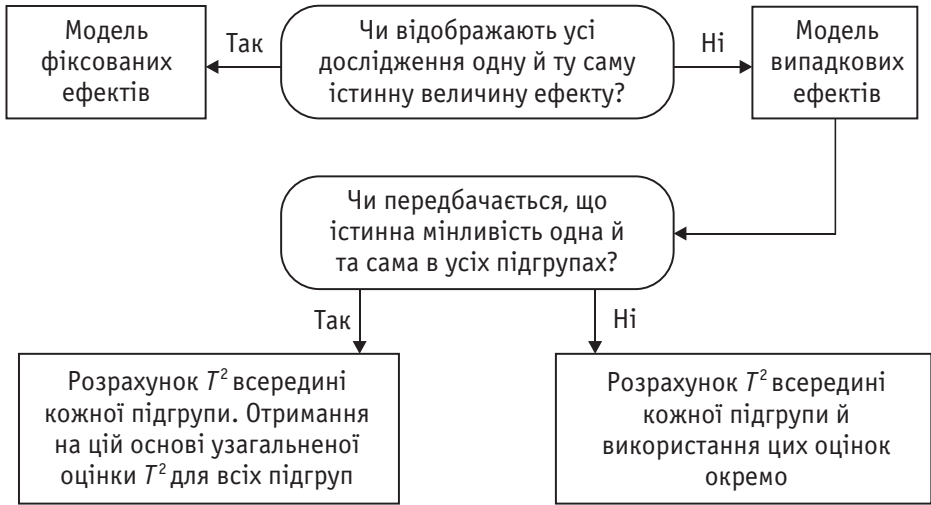 Модель
фіксованих
ефектів
Так
Чи відображають усі
дослідження одну й ту саму
істинну величину ефекту?
Ні
Модель
випадкових
ефектів
Чи передбачається, що
істинна мінливість одна й
та сама в усіх підгрупах?
Так
Ні
Розрахунок T² всередині
кожної підгрупи. Отримання
на цій основі узагальненої
оцінки T² для всіх підгруп
Розрахунок T² всередині
кожної підгрупи й
використання цих оцінок
окремо